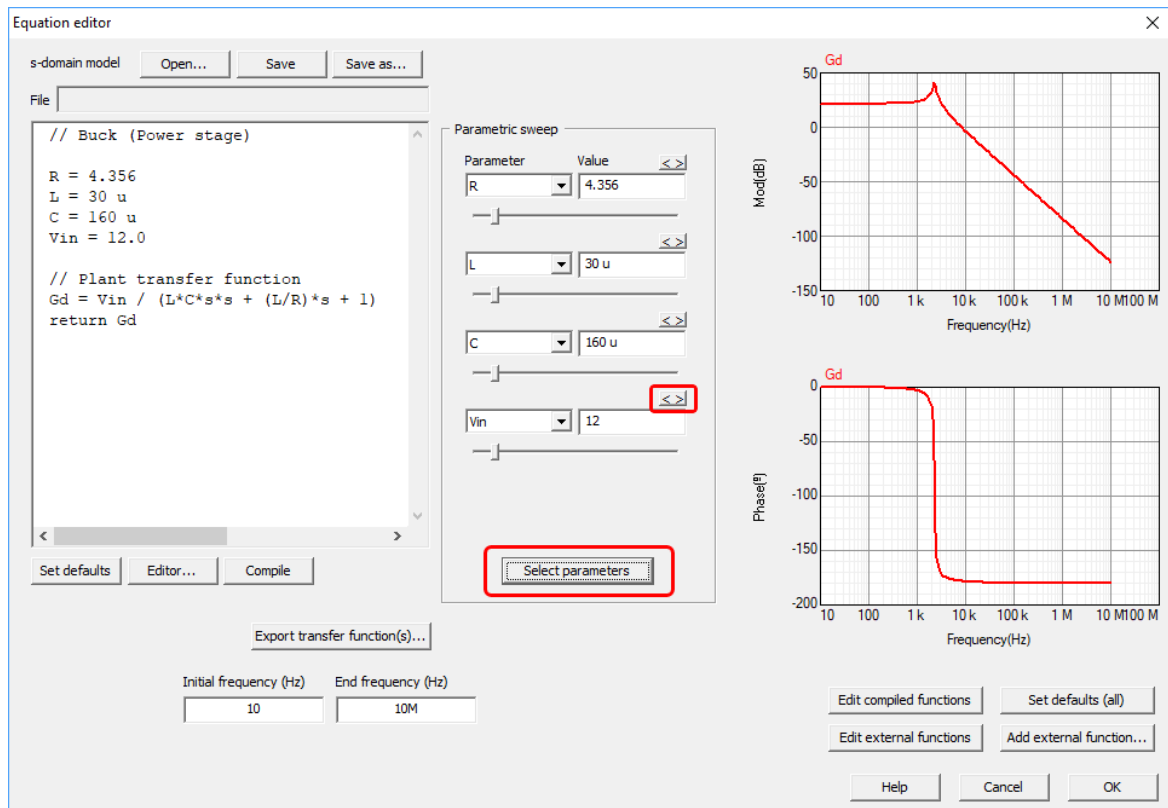 Equation editor
s-domain model
Open...
Save
Save as...
File
// Buck (Power stage)
R = 4.356
L = 30 u
C = 160 u
Vin = 12.0
// Plant transfer function
Gd = Vin / (L*C*s*s + (L/R)*s + 1)
return Gd
Set defaults
Editor...
Compile
Export transfer function(s)...
Initial frequency (Hz)
End frequency (Hz)
10
10M
Parametric sweep
Parameter
Value
< >
R
4.356
< >
L
30 u
< >
C
160 u
< >
Vin
12
Select parameters
Gd
50
0
-50
-100
-150
Mod(dB)
10
100
1 k
10 k
100 k
1 M
10 M
100 M
Frequency(Hz)
Gd
0
-50
-100
-150
-200
Phase(º)
10
100
1 k
10 k
100 k
1 M
10 M
100 M
Frequency(Hz)
Edit compiled functions
Set defaults (all)
Edit external functions
Add external function...
Help
Cancel
OK